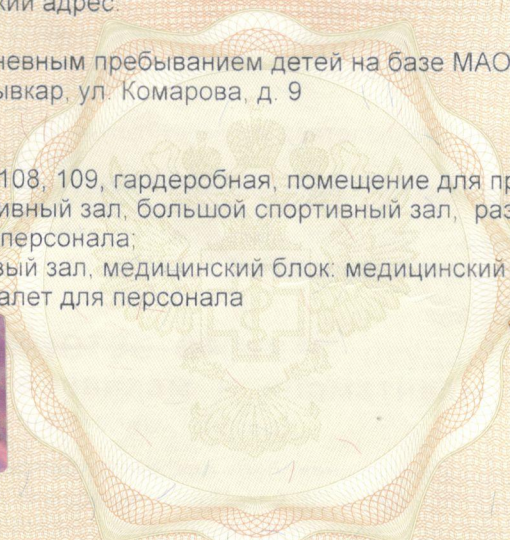 кий адрес:
невным пребыванием детей на базе МАО
ывкар, ул. Комарова, д. 9
108, 109, гардеробная, помещение для пр
ивный зал, большой спортивный зал, раз
персонала;
вый зал, медицинский блок: медицинский
алет для персонала